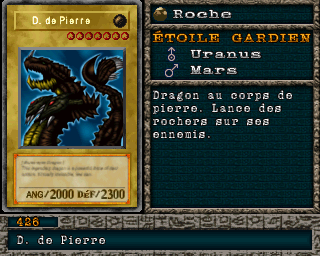 D. de Pierre
ANG/2000 DÉF/2300
Roche
ÉTOILE GARDIEN
Uranus
Mars
Dragon au corps de
pierre. Lance des
rochers sur ses
ennemis.
426
D. de Pierre